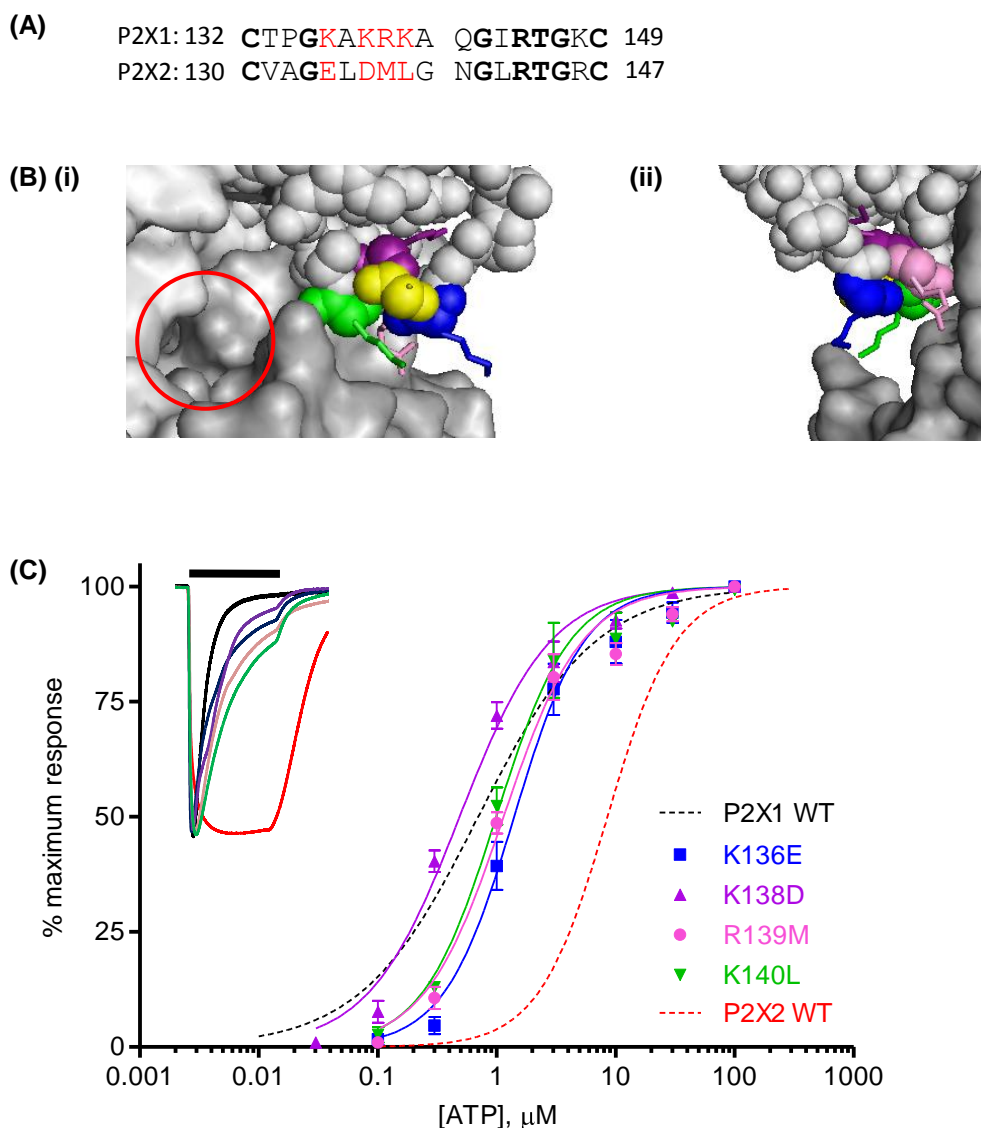 (A)
P2X1: 132 CTPGKAKRKA QGIRTGKC 149
P2X2: 130 CVAGELDMLG NGLRTGRC 147
(B) (i)
(ii)
(C)
100
75
50
25
0
% maximum response
P2X1 WT
K136E
K138D
R139M
K140L
P2X2 WT
0.001 0.01 0.1 1 10 100 1000
[ATP], μM